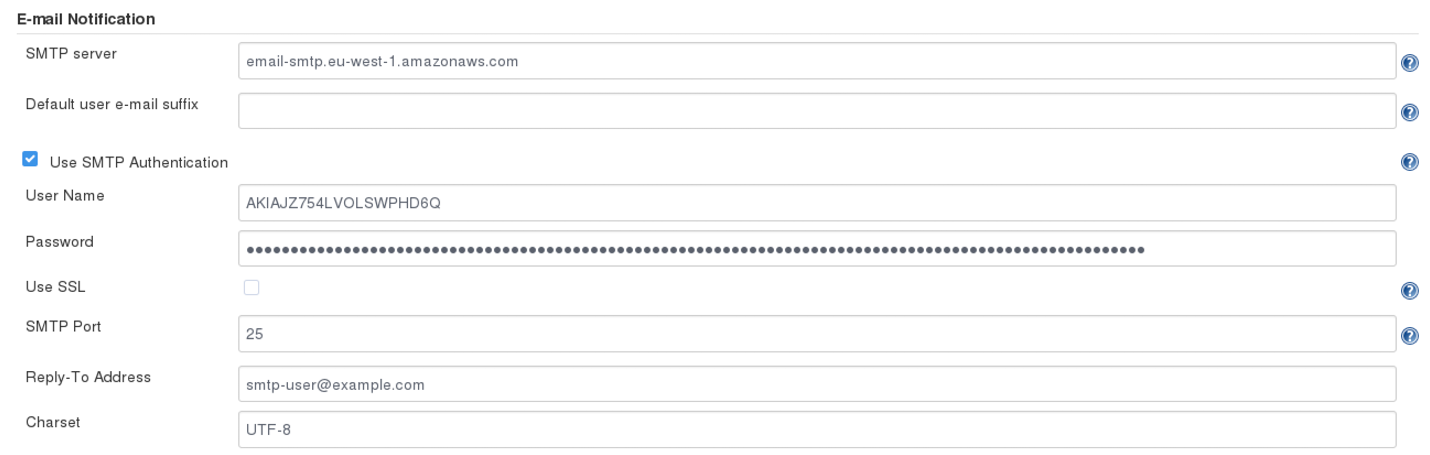 E-mail Notification
SMTP server
email-smtp.eu-west-1.amazonaws.com
Default user e-mail suffix
Use SMTP Authentication
User Name
AKIAJZ754LVOLSWPHD6Q
Password
Use SSL
SMTP Port
25
Reply-To Address
smtp-user@example.com
Charset
UTF-8